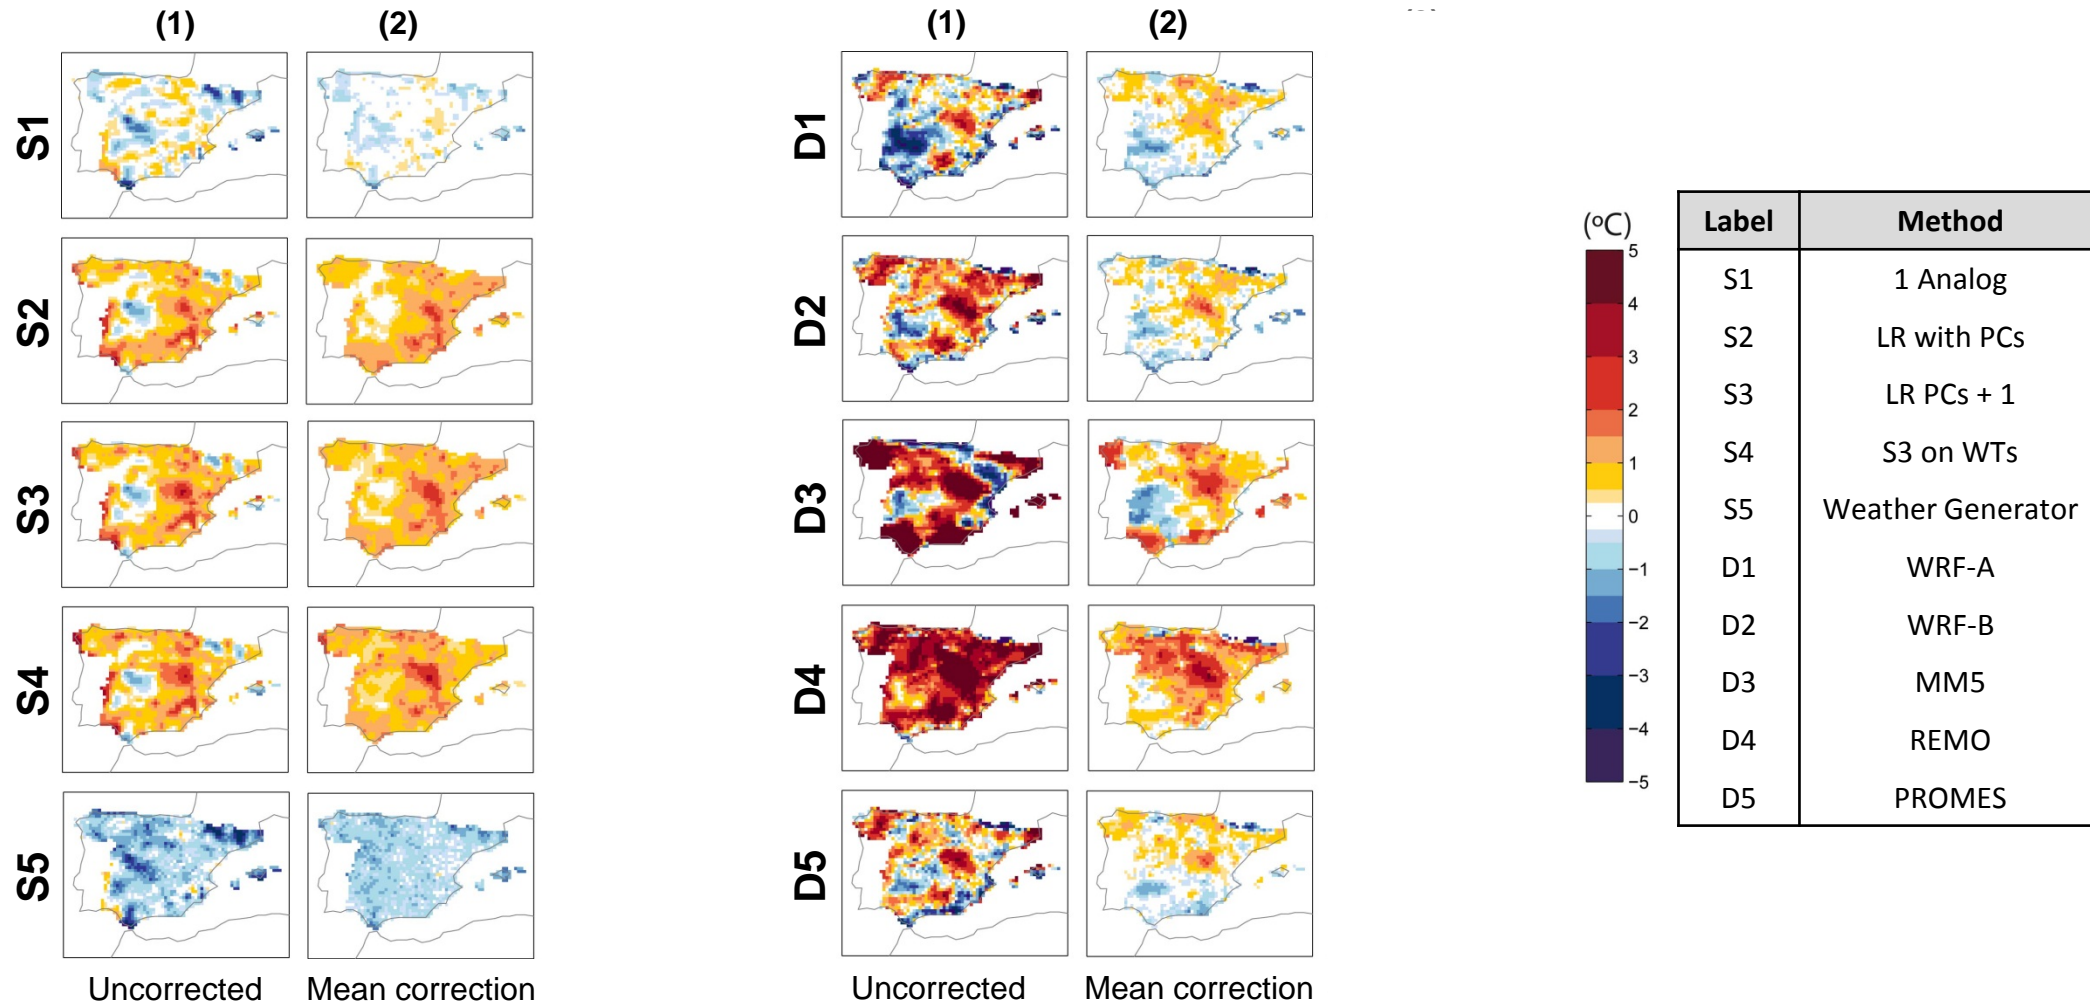 (1) (2) (1) (2)
S1 D1
S2 D2
S3 D3
S4 D4
S5 D5
Uncorrected Mean correction Uncorrected Mean correction
(ºC)
5
4
3
2
1
0
−1
−2
−3
−4
−5
Label Method
S1 1 Analog
S2 LR with PCs
S3 LR PCs + 1
S4 S3 on WTs
S5 Weather Generator
D1 WRF-A
D2 WRF-B
D3 MM5
D4 REMO
D5 PROMES